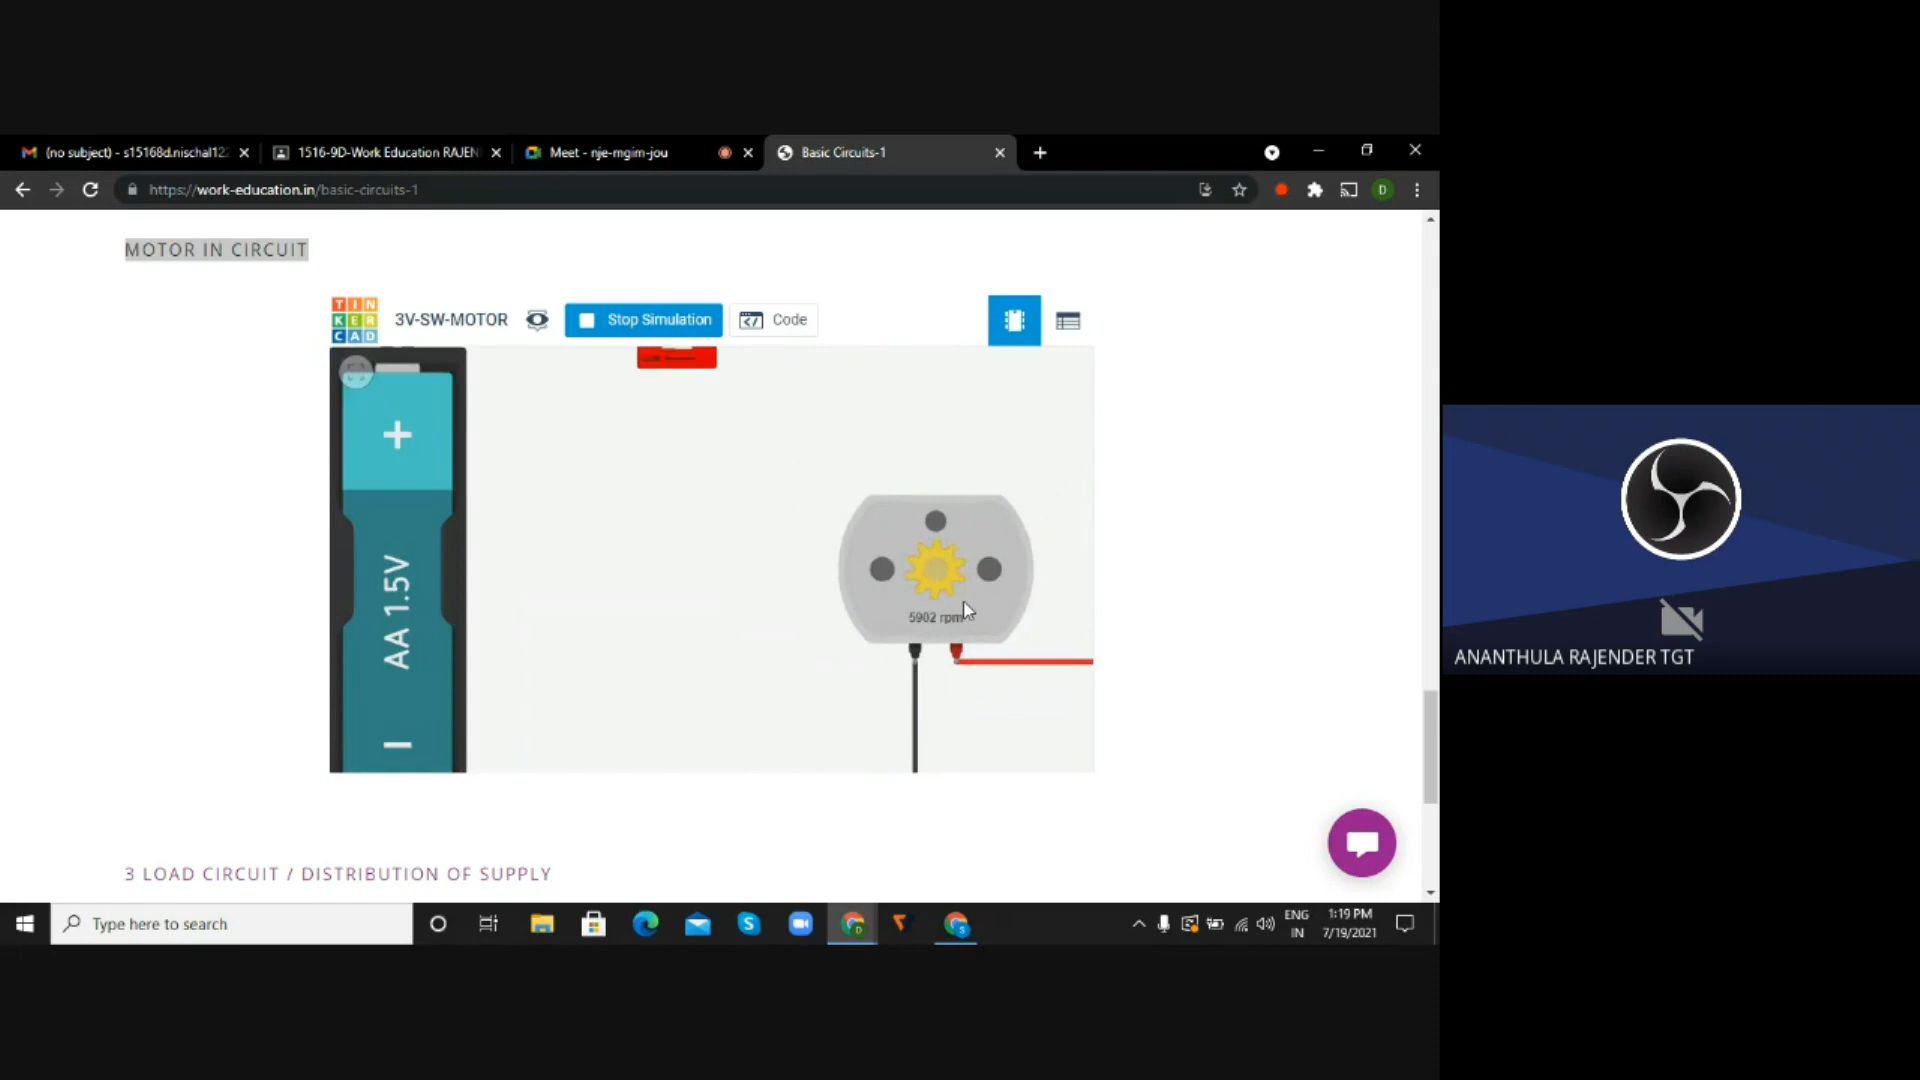 (no subject) - s15168d.nischal122
1516-9D-Work Education RAJEN
Meet - nje-mgim-jou
Basic Circuits-1
https://work-education.in/basic-circuits-1
D
MOTOR IN CIRCUIT
TIN
KER
CAD
3V-SW-MOTOR
Stop Simulation
Code
+
AA 1.5V
5902 rpm
ANANTHULA RAJENDER TGT
3 LOAD CIRCUIT / DISTRIBUTION OF SUPPLY
Type here to search
ENG
IN
1:19 PM
7/19/2021